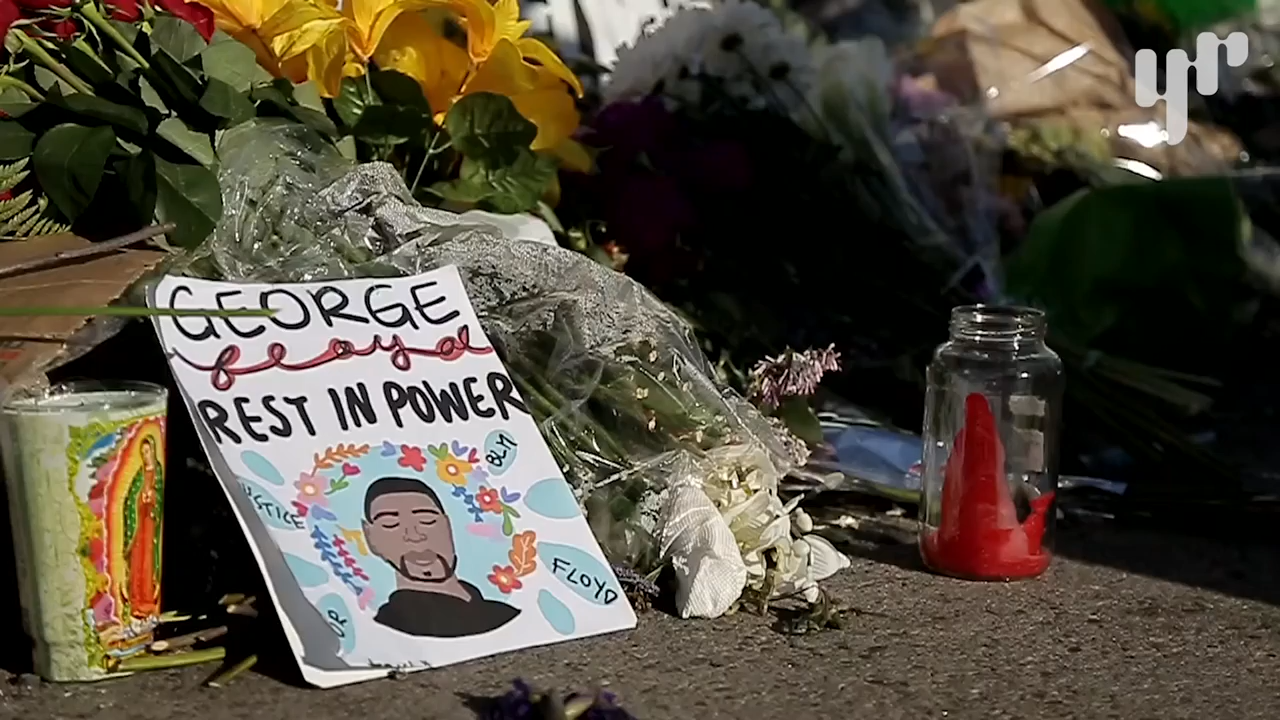 yr
GEORGE
floyd
REST IN POWER
BLM
JUSTICE
FLOYD